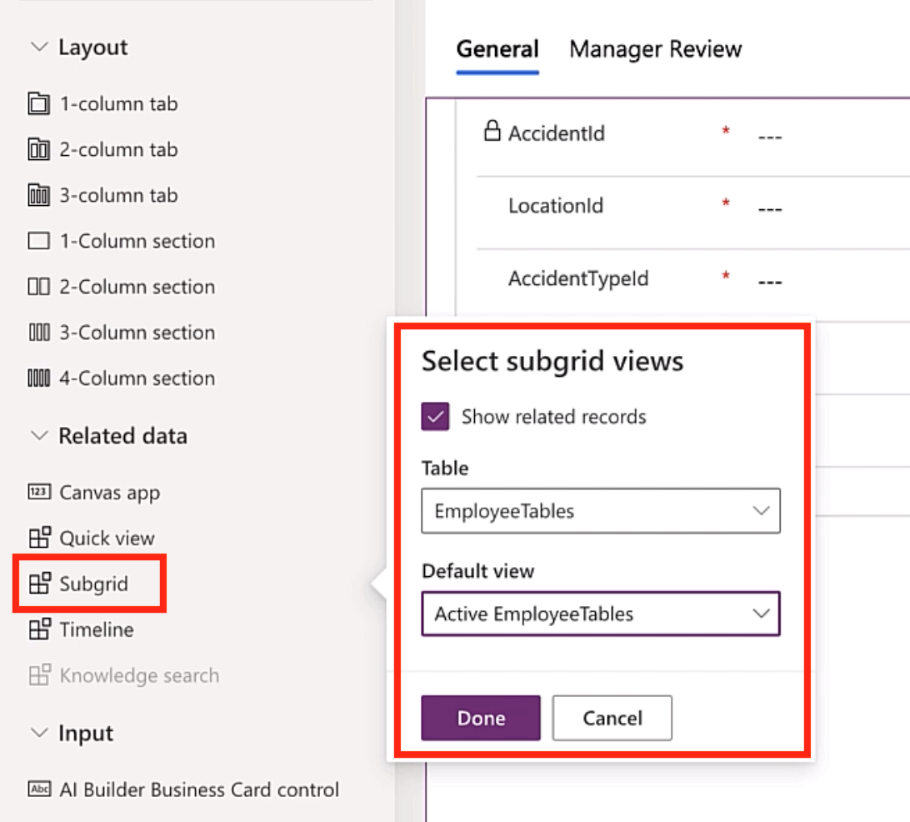 Layout
1-column tab
2-column tab
3-column tab
1-Column section
2-Column section
3-Column section
4-Column section
Related data
123 Canvas app
Quick view
Subgrid
Timeline
Knowledge search
Input
Abc AI Builder Business Card control
General Manager Review
AccidentId * ---
LocationId * ---
AccidentTypeId * ---
Select subgrid views
Show related records
Table
EmployeeTables
Default view
Active EmployeeTables
Done Cancel